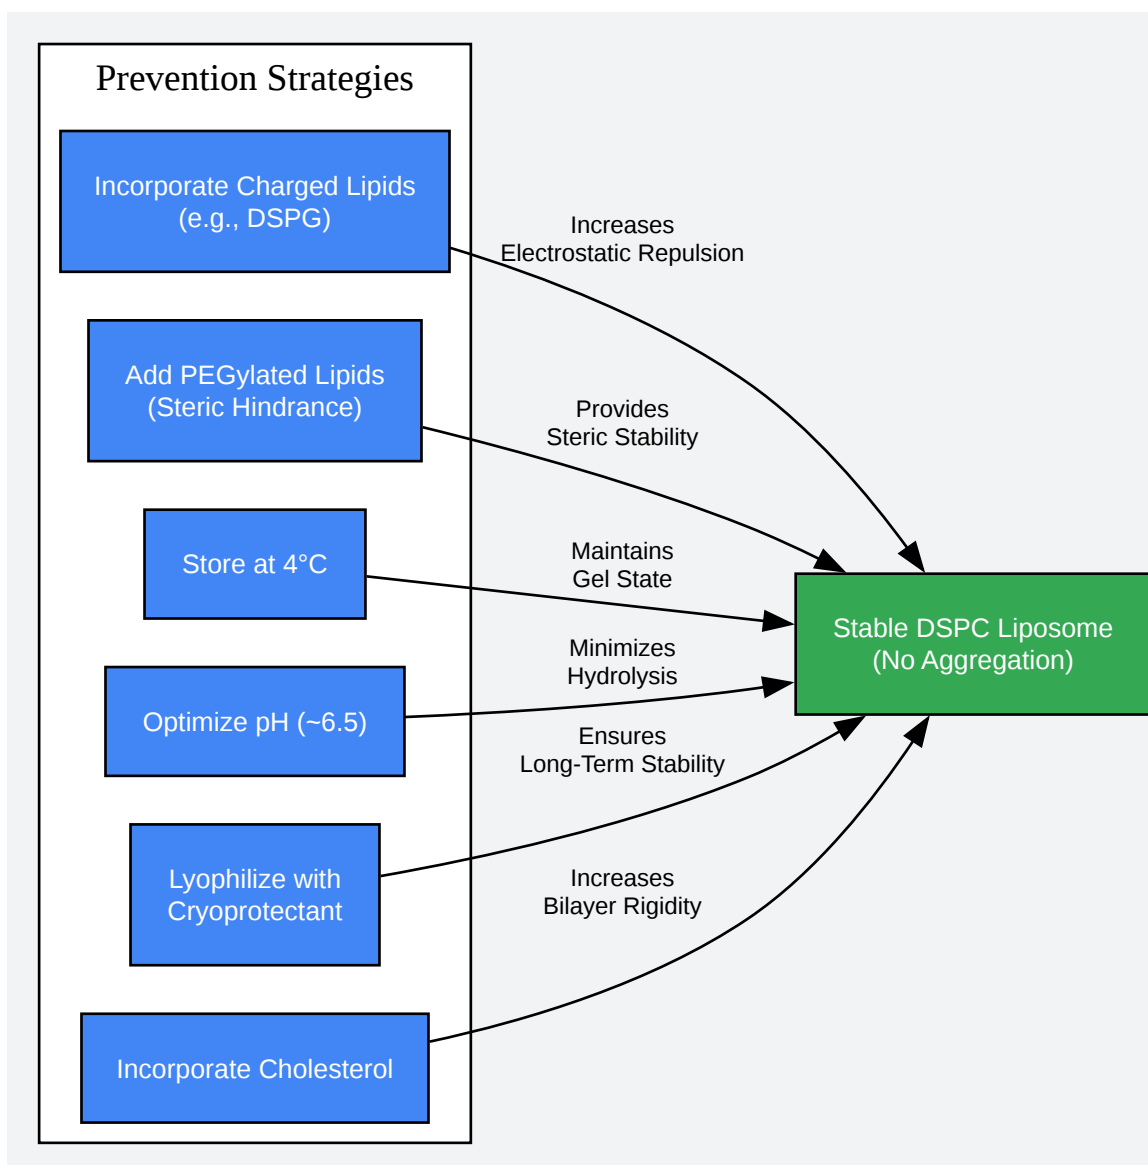 Prevention Strategies
Incorporate Charged Lipids
(e.g., DSPG)
Increases
Electrostatic Repulsion
Add PEGylated Lipids
(Steric Hindrance)
Provides
Steric Stability
Store at 4°C
Maintains
Gel State
Stable DSPC Liposome
(No Aggregation)
Optimize pH (~6.5)
Minimizes
Hydrolysis
Lyophilize with
Cryoprotectant
Ensures
Long-Term Stability
Incorporate Cholesterol
Increases
Bilayer Rigidity